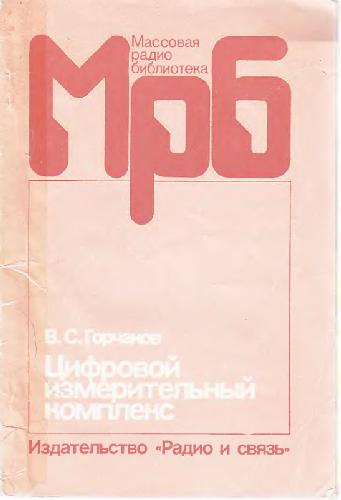 Массовая
радио
библиотека
Мрб
В. С. Горчаков
Цифровой
измерительный
комплекс
Издательство «Радио и связь»